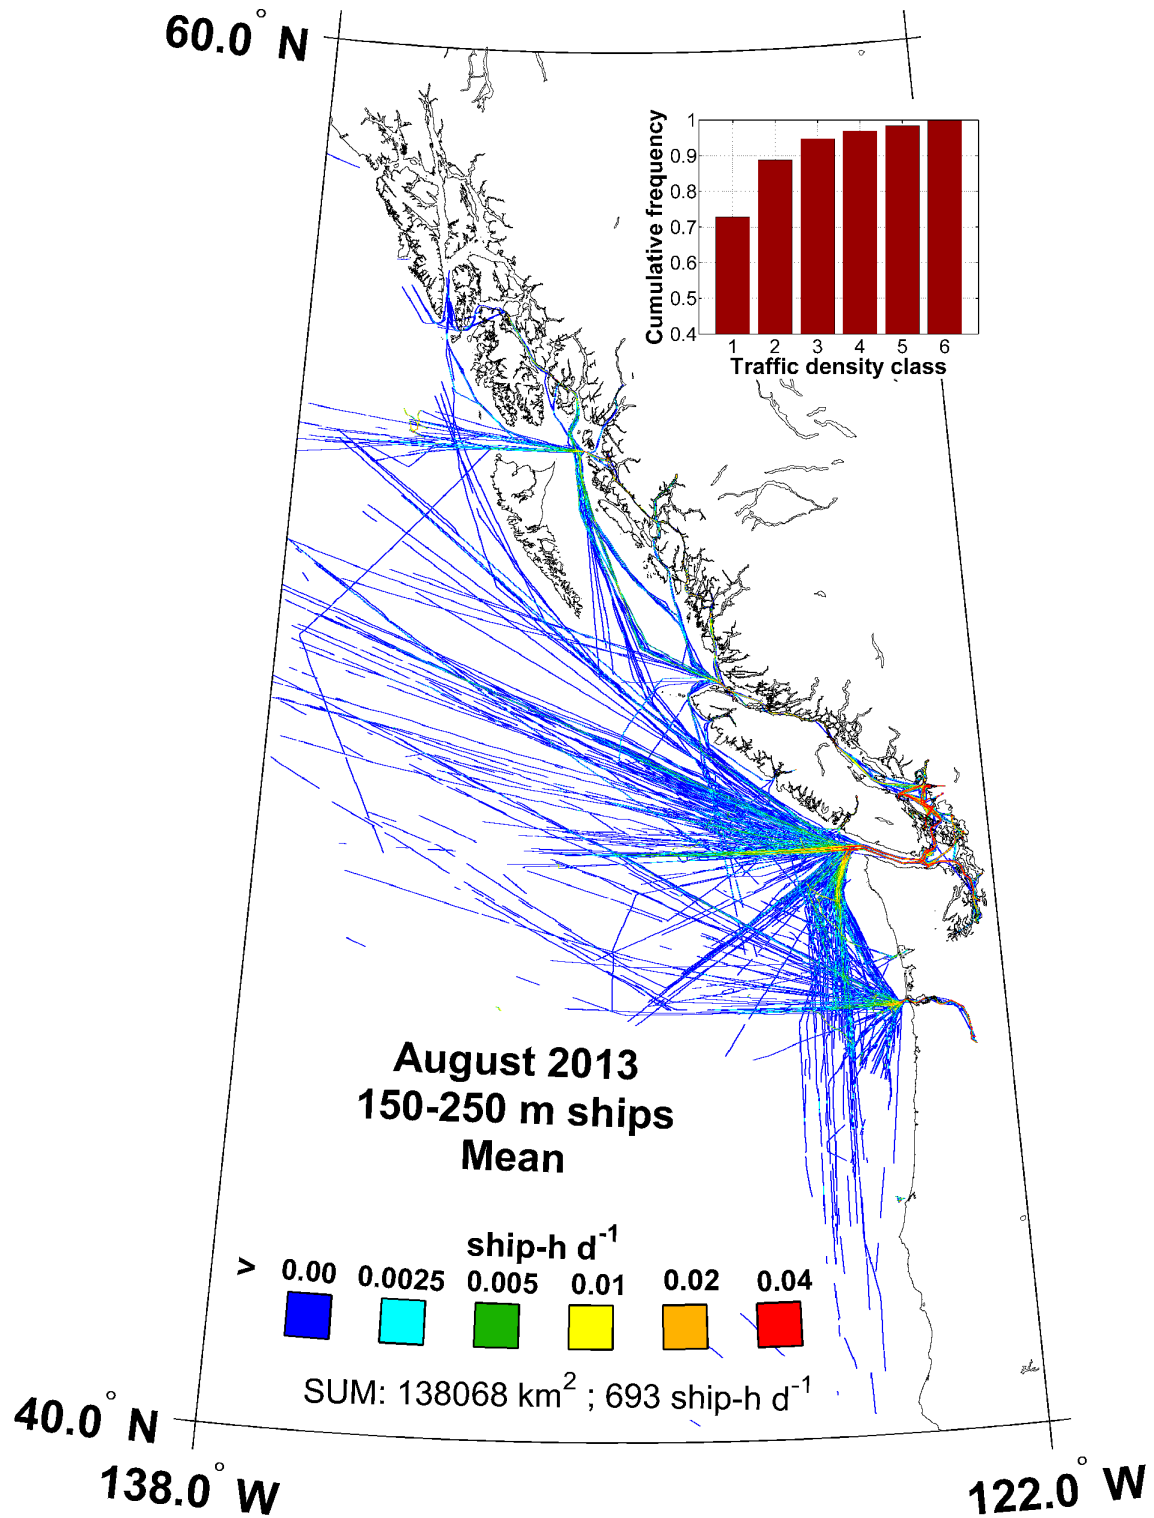 60.0° N
Cumulative frequency
1
0.9
0.8
0.7
0.6
0.5
0.4
1 2 3 4 5 6
Traffic density class
August 2013
150-250 m ships
Mean
ship-h d⁻¹
> 0.00 0.0025 0.005 0.01 0.02 0.04
SUM: 138068 km² ; 693 ship-h d⁻¹
40.0° N
138.0° W
122.0° W